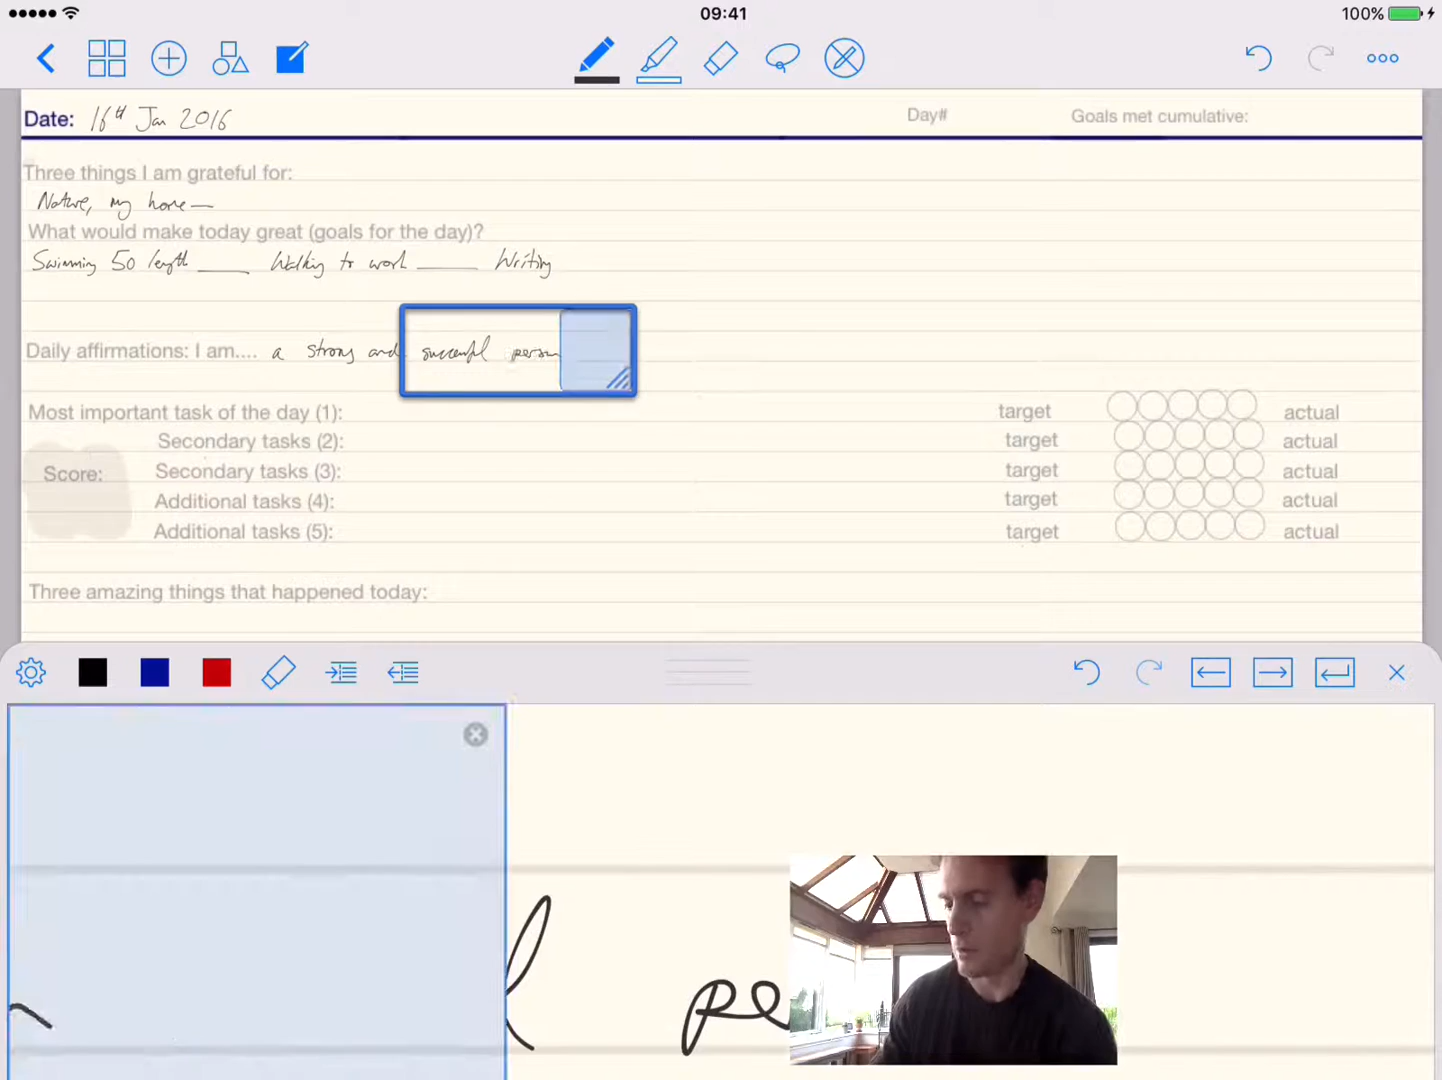 09:41
100%
Date: 16th Jan 2016 Day# Goals met cumulative:
Three things I am grateful for:
Nature, my home
What would make today great (goals for the day)?
Swimming 50 length ___ Walking to work ___ Writing
Daily affirmations: I am.... a strong and successful person
Most important task of the day (1): target actual
Secondary tasks (2): target actual
Score: Secondary tasks (3): target actual
Additional tasks (4): target actual
Additional tasks (5): target actual
Three amazing things that happened today:
l pe